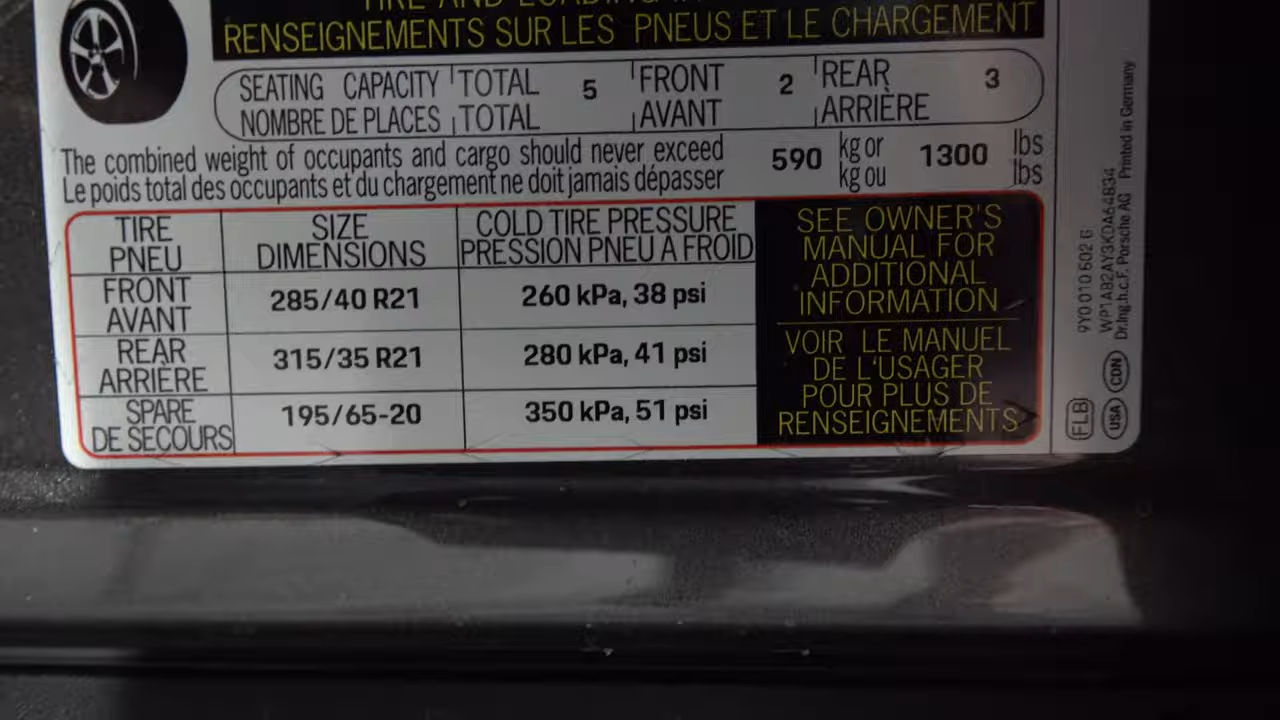 TIRE AND LOADING
RENSEIGNEMENTS SUR LES PNEUS ET LE CHARGEMENT
SEATING CAPACITY TOTAL 5 FRONT 2 REAR 3
NOMBRE DE PLACES TOTAL AVANT ARRIÈRE
The combined weight of occupants and cargo should never exceed 590 kg or 1300 lbs
Le poids total des occupants et du chargement ne doit jamais dépasser kg ou lbs
TIRE SIZE COLD TIRE PRESSURE
PNEU DIMENSIONS PRESSION PNEU A FROID
FRONT
AVANT 285/40 R21 260 kPa, 38 psi
REAR
ARRIERE 315/35 R21 280 kPa, 41 psi
SPARE
DE SECOURS 195/65-20 350 kPa, 51 psi
SEE OWNER'S
MANUAL FOR
ADDITIONAL
INFORMATION
VOIR LE MANUEL
DE L'USAGER
POUR PLUS DE
RENSEIGNEMENTS
9Y0 010 602 G
WP1AB2AY3KDA64834
Dr.Ing.h.c.F. Porsche AG Printed in Germany
FLB
USA CDN